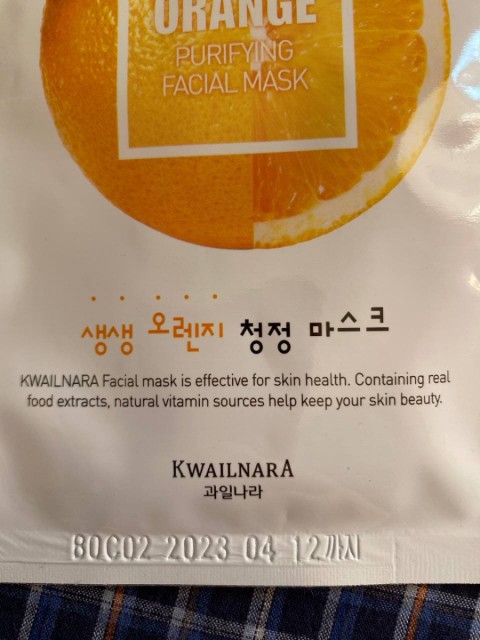 ORANGE
PURIFYING
FACIAL MASK
생생 오렌지 청정 마스크
KWAILNARA Facial mask is effective for skin health. Containing real
food extracts, natural vitamin sources help keep your skin beauty.
KWAILNARA
과일나라
BOC02 2023 04 12까지